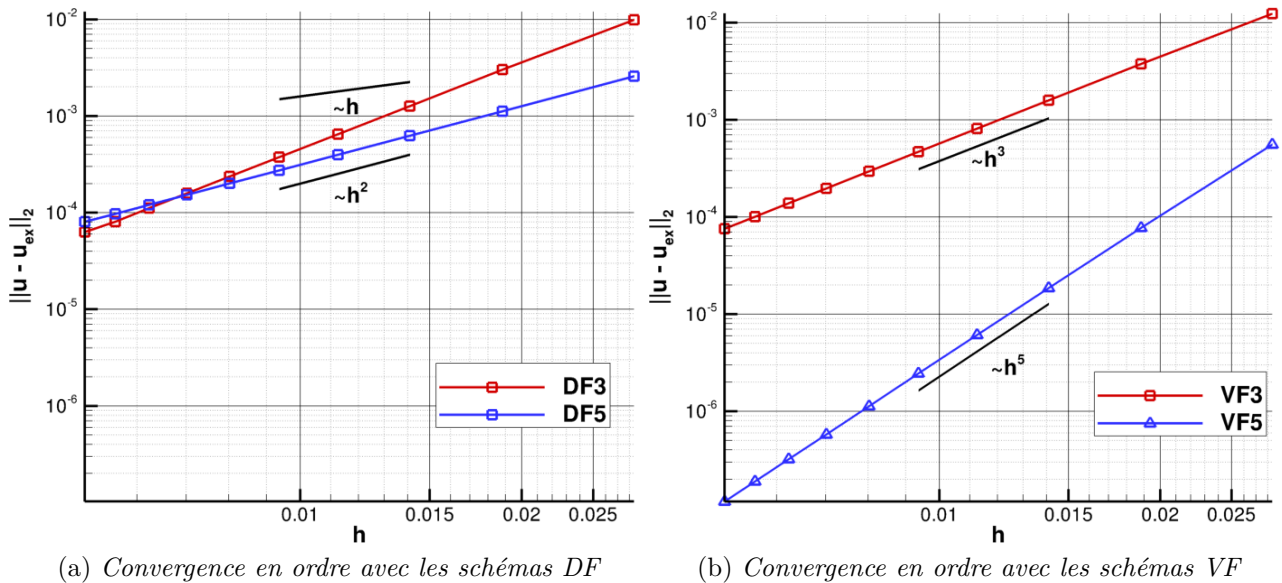 10^-2
10^-3
10^-4
10^-5
10^-6
||u - u_ex||_2
~h
~h^2
DF3
DF5
0.01
0.015
0.02
0.025
h
(a) Convergence en ordre avec les schémas DF
10^-2
10^-3
10^-4
10^-5
10^-6
||u - u_ex||_2
~h^3
~h^5
VF3
VF5
0.01
0.015
0.02
0.025
h
(b) Convergence en ordre avec les schémas VF